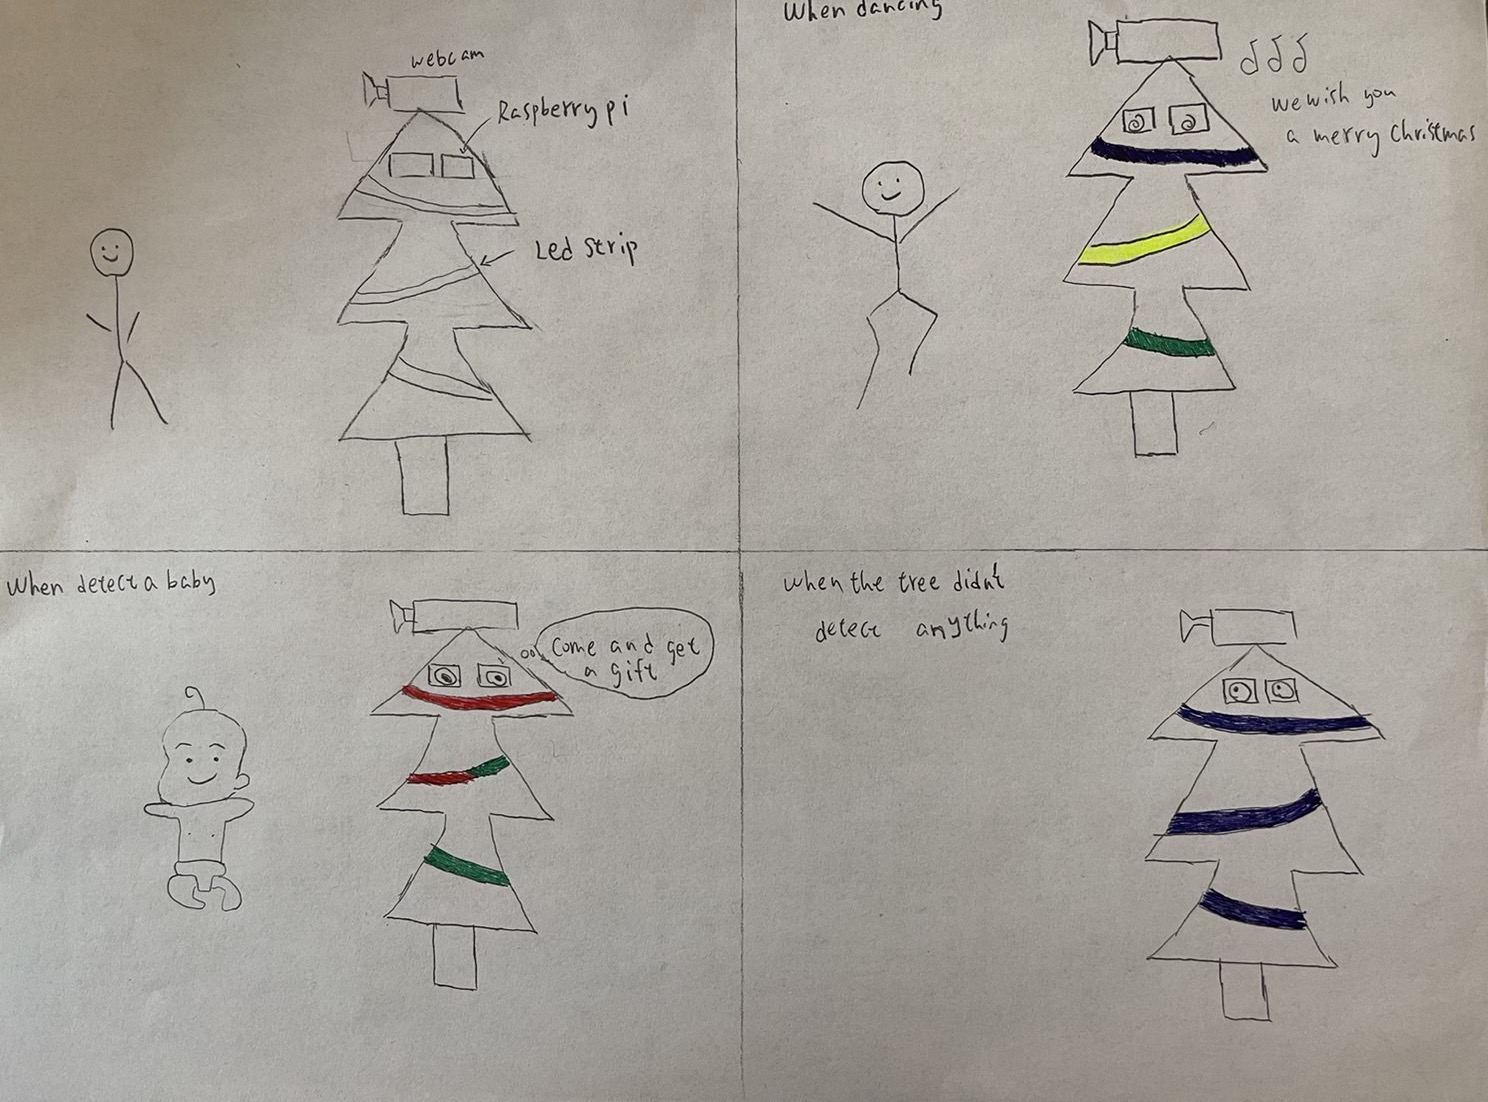 webcam
Raspberry pi
Led strip
When dancing
We wish you
a merry Christmas
When detect a baby
Come and get
a gift
when the tree didn't
detect anything